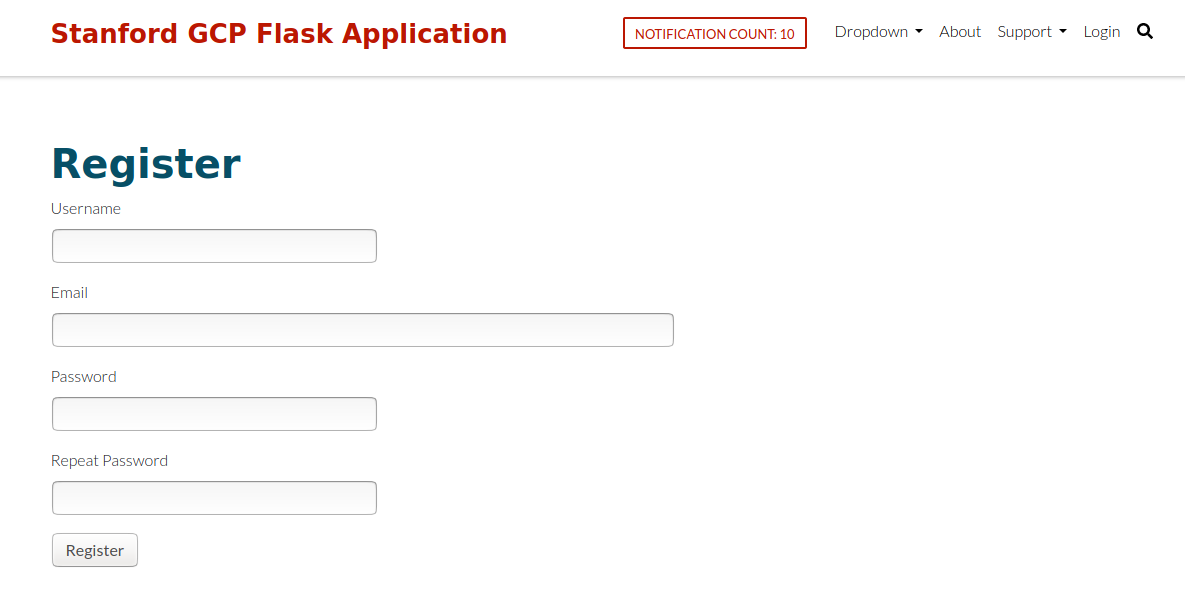 Stanford GCP Flask Application
NOTIFICATION COUNT: 10
Dropdown
About
Support
Login
Register
Username
Email
Password
Repeat Password
Register